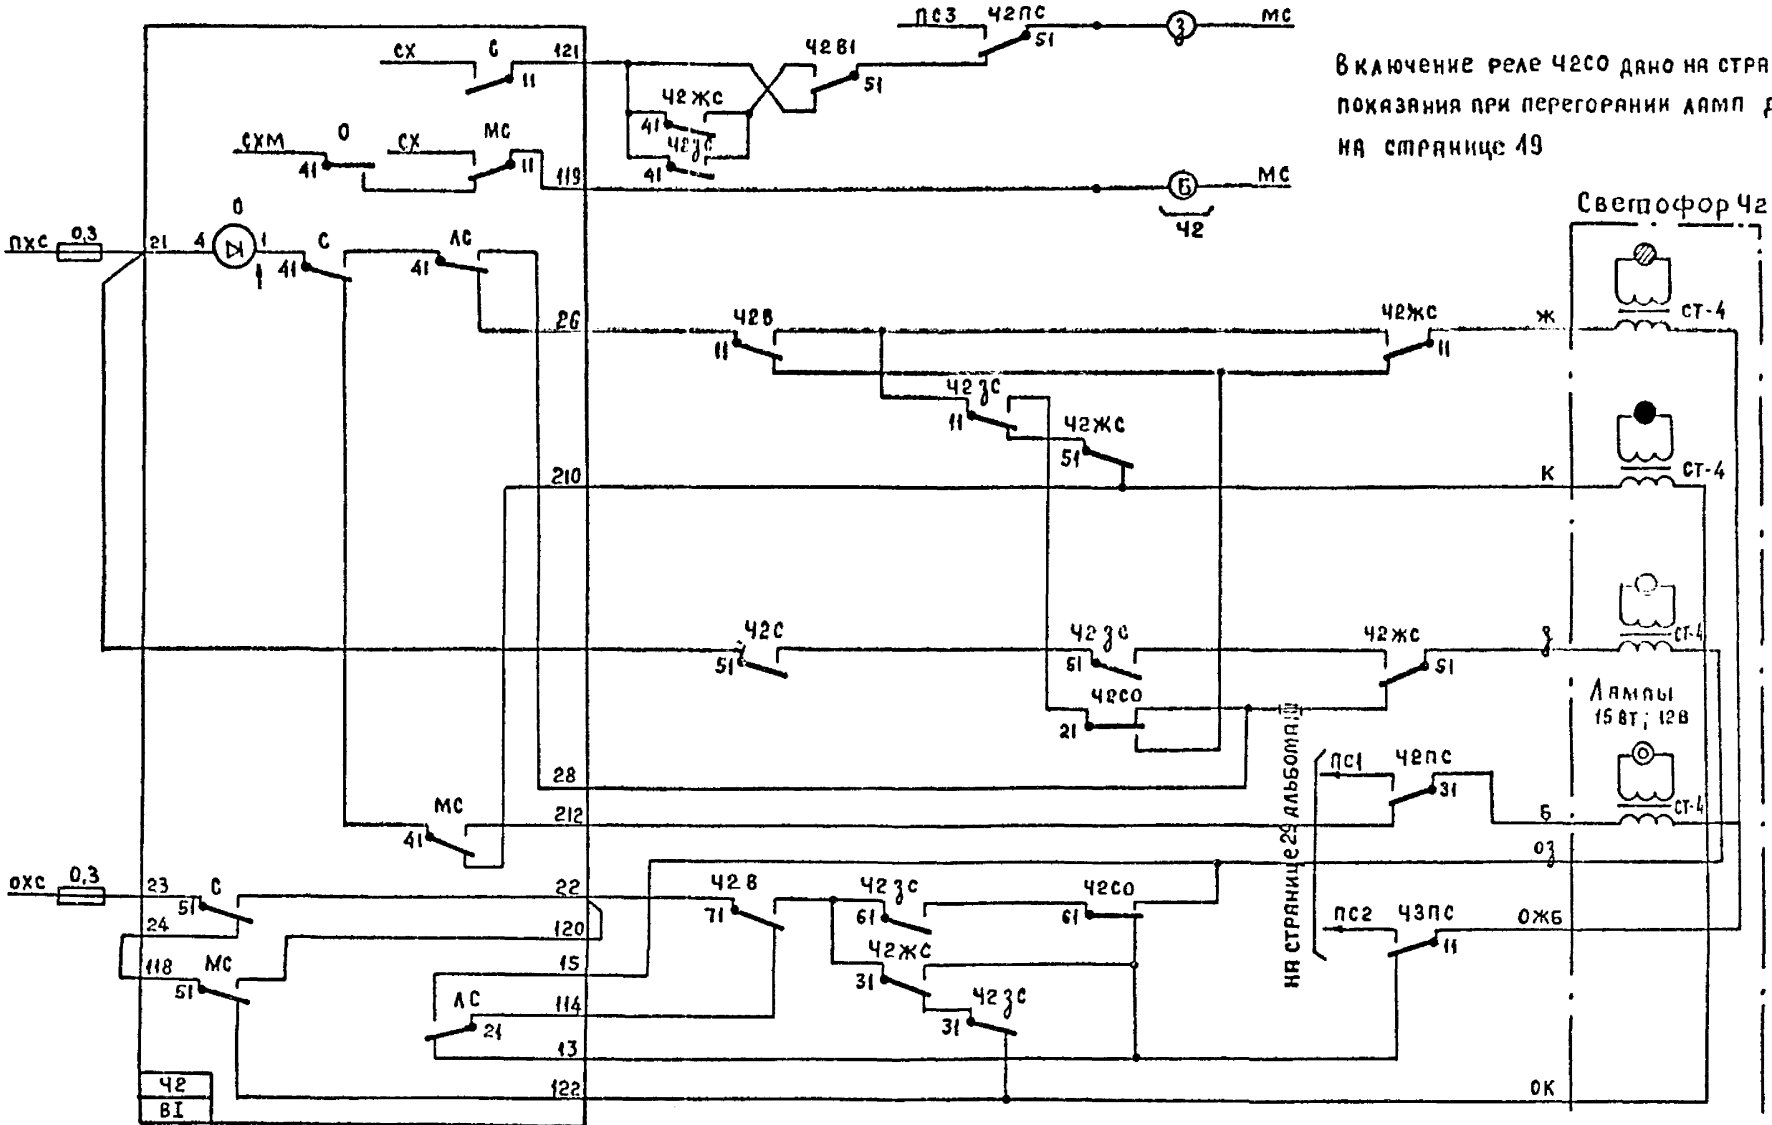 ПС3 Ч2ПС 51 З МС
СХ С 121 11 Ч2В1 51
Включение реле Ч2СО дано на стра
показания при перегорании ламп
на странице 19
Ч2ЖС 41
Ч2ЗС 41
СХМ О 41 СХ МС 11 119 Б МС
Ч2
Светофор Ч2
ПХС 0,3 21 4 О 1 С 41 ЛС 41
26 Ч2В 11 Ч2ЖС 11 Ж СТ-4
Ч2ЗС 11 Ч2ЖС 51
210 К СТ-4
Ч2С 51 Ч2ЗС 51 Ч2ЖС 51 З СТ-4
Ч2СО 21
Лампы
15Вт; 12В
28
ПС1 Ч2ПС 31
МС 41 212 Б СТ-4
ОЗ
На странице 29 альбома III
ОХС 0,3 23 С 51 22 Ч2В 71 Ч2ЗС 61 Ч2СО 61
24 120 ПС2 Ч3ПС 11 ОЖБ
118 МС 51 15 Ч2ЖС 31
ЛС 21 114 Ч2ЗС 31
13
122 ОК
Ч2
ВI